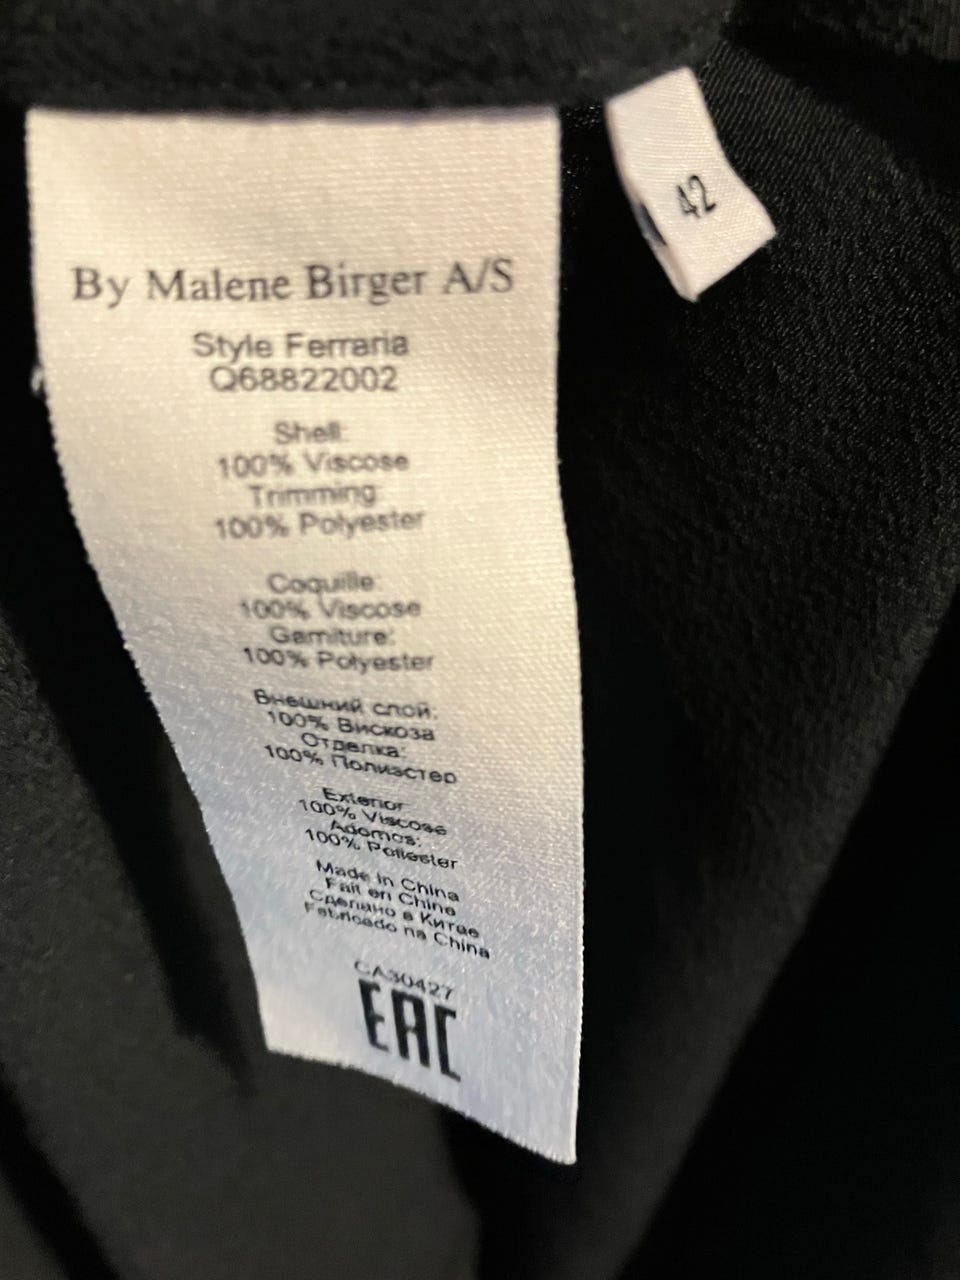 By Malene Birger A/S
Style Ferraria
Q68822002
Shell:
100% Viscose
Trimming:
100% Polyester
Coquille:
100% Viscose
Garniture:
100% Polyester
Внешний слой:
100% Вискоза
Отделка:
100% Полиэстер
Exterior:
100% Viscose
Adornos:
100% Poliester
Made in China
Fait en Chine
Сделано в Китае
Fabricado na China
CA30427
EAC
42